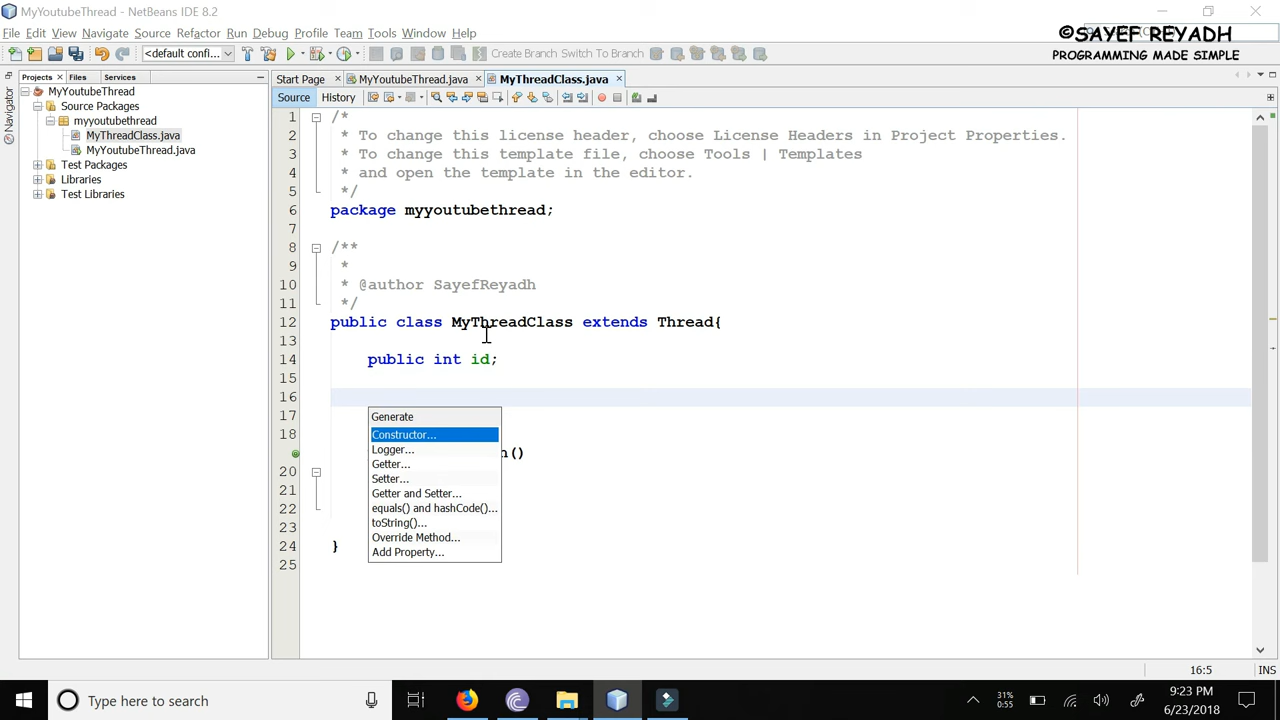 MyYoutubeThread - NetBeans IDE 8.2
©SAYEF REYADH
PROGRAMMING MADE SIMPLE
File Edit View Navigate Source Refactor Run Debug Profile Team Tools Window Help
<default confi... Create Branch Switch To Branch
Projects Files Services
Start Page MyYoutubeThread.java MyThreadClass.java
Navigator
Source History
MyYoutubeThread
Source Packages
myyoutubethread
MyThreadClass.java
MyYoutubeThread.java
Test Packages
Libraries
Test Libraries
1 /*
2 * To change this license header, choose License Headers in Project Properties.
3 * To change this template file, choose Tools | Templates
4 * and open the template in the editor.
5 */
6 package myyoutubethread;
7
8 /**
9 *
10 * @author SayefReyadh
11 */
12 public class MyThreadClass extends Thread{
13
14 public int id;
15
16
17
18
n()
20
21
22
23
24 }
25
Generate
Constructor...
Logger...
Getter...
Setter...
Getter and Setter...
equals() and hashCode()...
toString()...
Override Method...
Add Property...
16:5 INS
Type here to search
31%
0:55
9:23 PM
6/23/2018